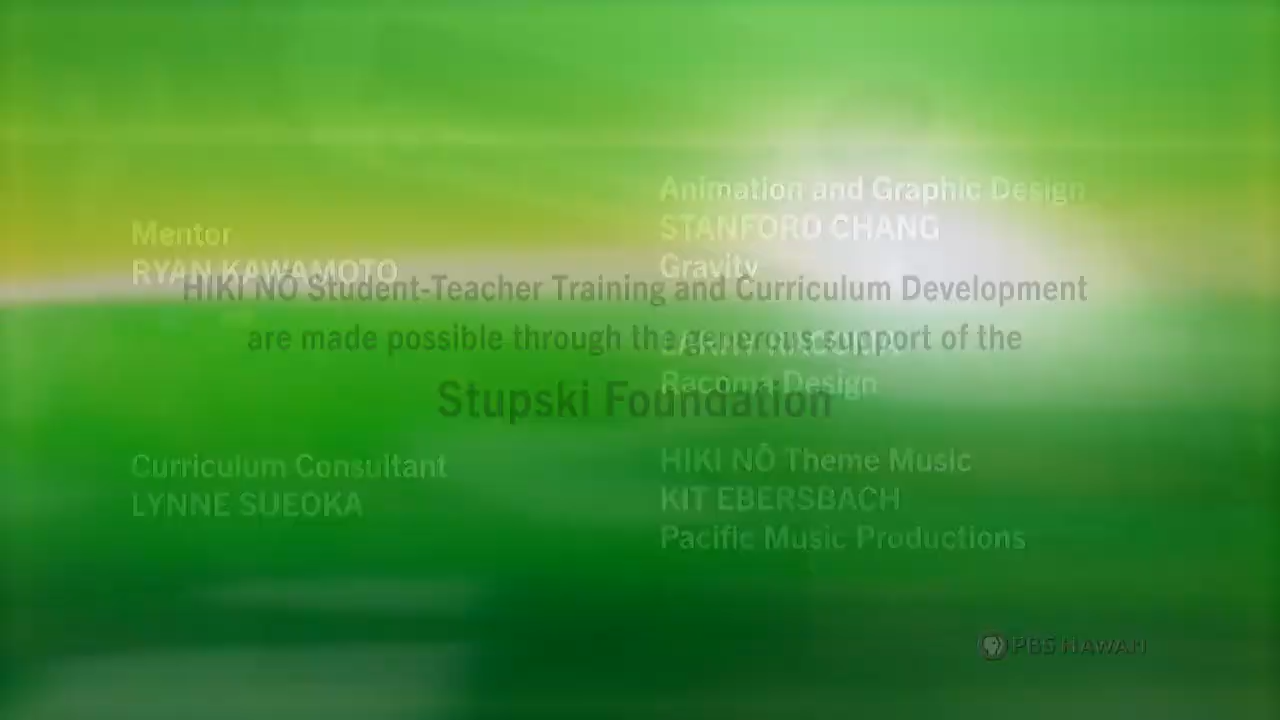 Mentor
RYAN KAWAMOTO
Curriculum Consultant
LYNNE SUEOKA
Animation and Graphic Design
STANFORD CHANG
Gravity
Racoma Design
HIKI NŌ Theme Music
KIT EBERSBACH
Pacific Music Productions
HIKI NŌ Student-Teacher Training and Curriculum Development
are made possible through the generous support of the
Stupski Foundation
PBS HAWAI'I